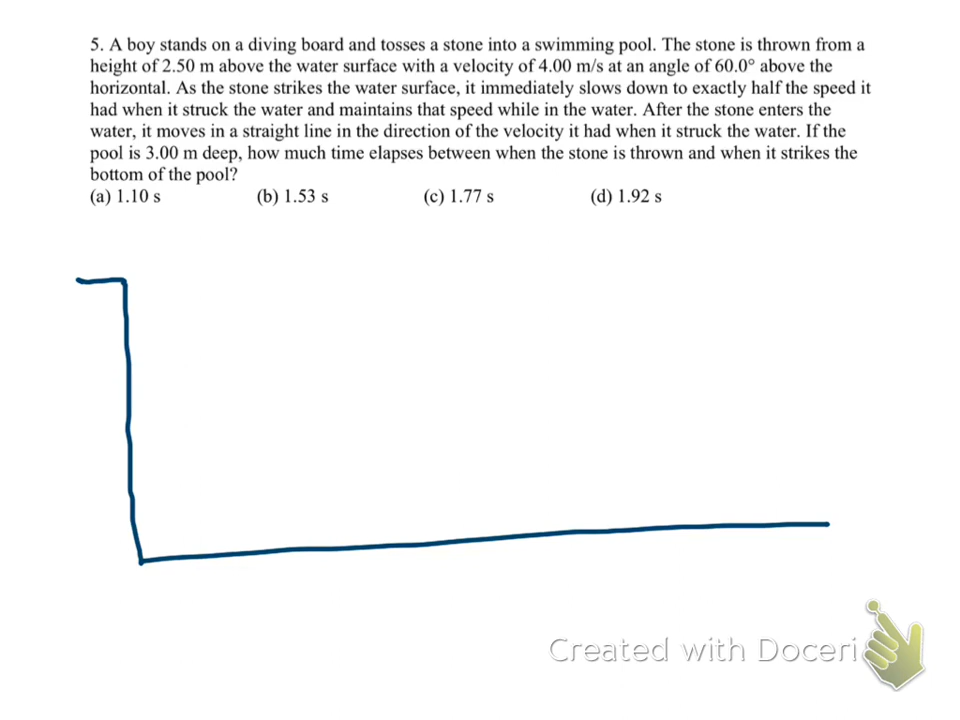 5. A boy stands on a diving board and tosses a stone into a swimming pool. The stone is thrown from a
height of 2.50 m above the water surface with a velocity of 4.00 m/s at an angle of 60.0° above the
horizontal. As the stone strikes the water surface, it immediately slows down to exactly half the speed it
had when it struck the water and maintains that speed while in the water. After the stone enters the
water, it moves in a straight line in the direction of the velocity it had when it struck the water. If the
pool is 3.00 m deep, how much time elapses between when the stone is thrown and when it strikes the
bottom of the pool?
(a) 1.10 s (b) 1.53 s (c) 1.77 s (d) 1.92 s
Created with Doceri